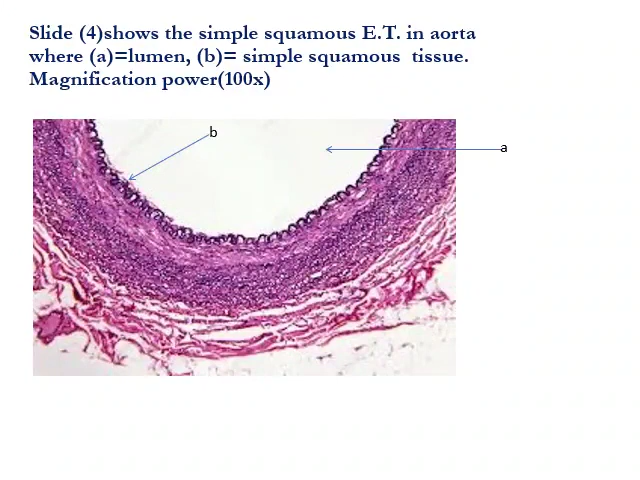 Slide (4)shows the simple squamous E.T. in aorta
where (a)=lumen, (b)= simple squamous  tissue.
Magnification power(100x)
b
a